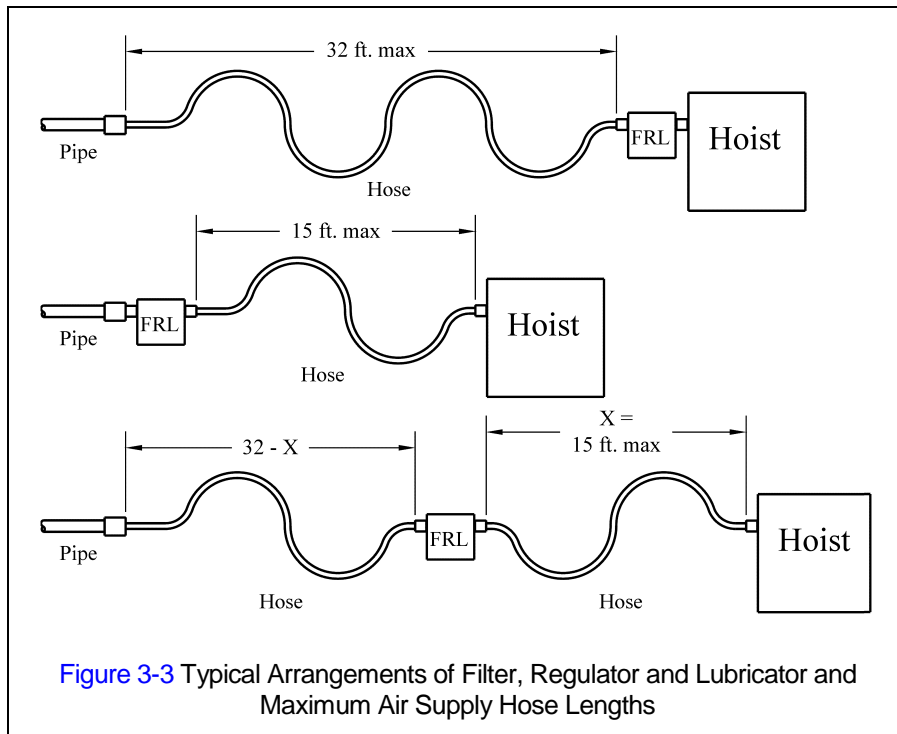 32 ft. max
Pipe
Hose
FRL
Hoist
15 ft. max
Pipe
FRL
Hose
Hoist
32 - X
X =
15 ft. max
Pipe
Hose
FRL
Hose
Hoist
Figure 3-3 Typical Arrangements of Filter, Regulator and Lubricator and
Maximum Air Supply Hose Lengths